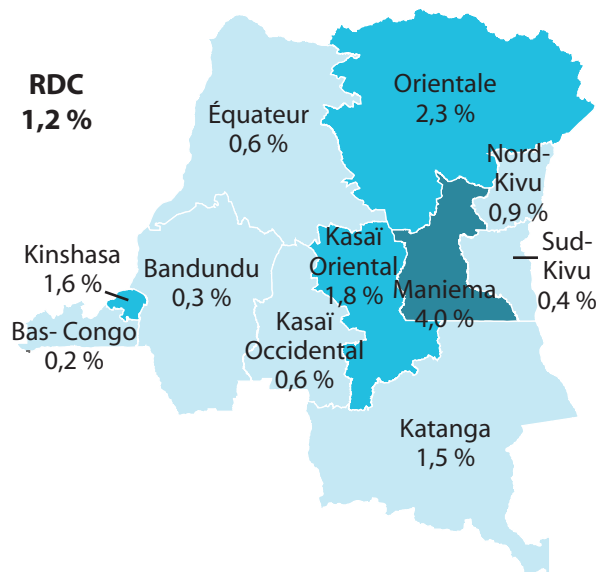 RDC
1,2 %
Orientale
2,3 %
Équateur
0,6 %
Nord-
Kivu
0,9 %
Kinshasa
1,6 %
Bandundu
0,3 %
Kasaï
Oriental
1,8 %
Maniema
4,0 %
Sud-
Kivu
0,4 %
Bas- Congo
0,2 %
Kasaï
Occidental
0,6 %
Katanga
1,5 %